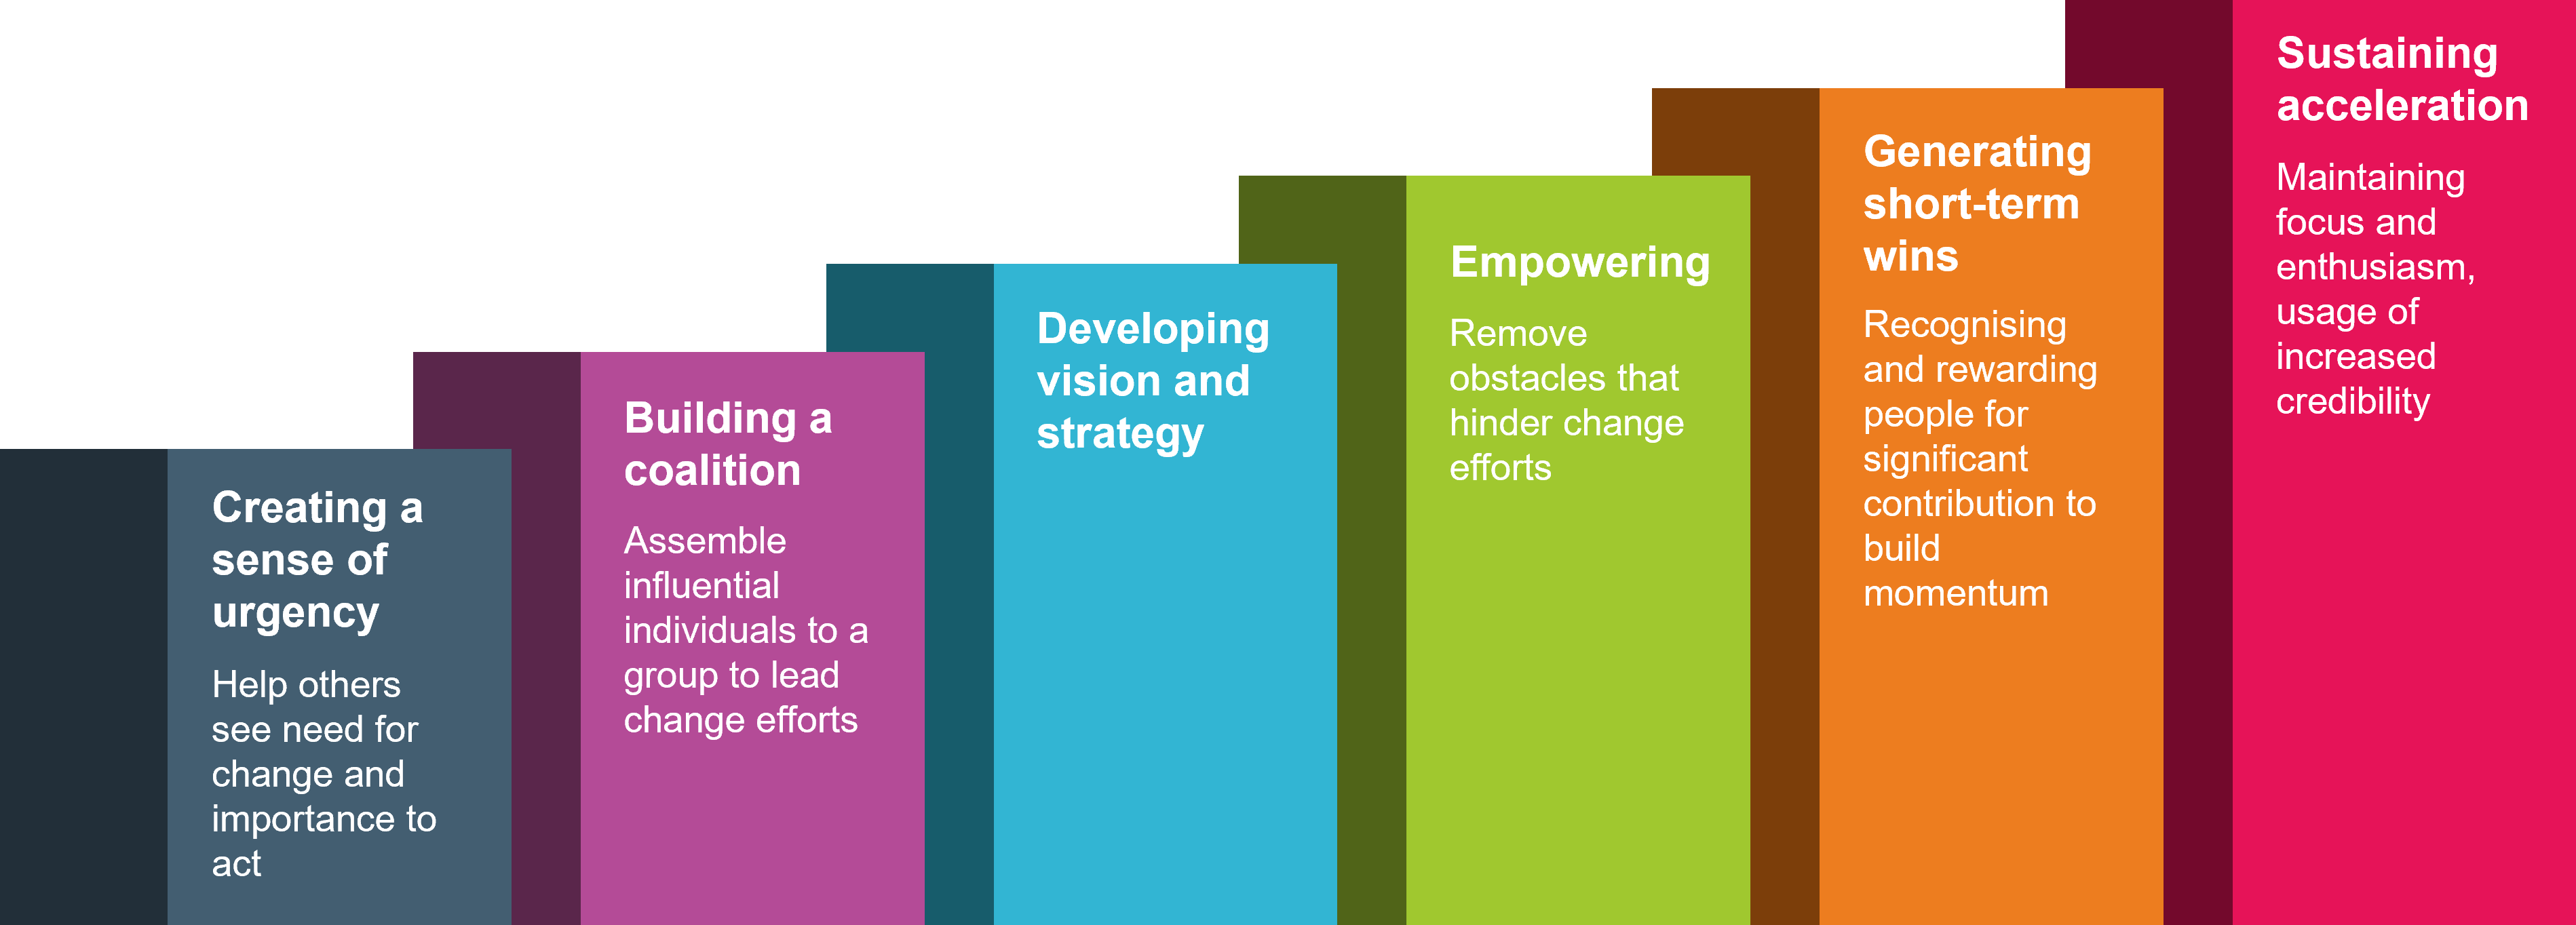 Creating a
sense of
urgency
Help others
see need for
change and
importance to
act
Building a
coalition
Assemble
influential
individuals to a
group to lead
change efforts
Developing
vision and
strategy
Empowering
Remove
obstacles that
hinder change
efforts
Generating
short-term
wins
Recognising
and rewarding
people for
significant
contribution to
build
momentum
Sustaining
acceleration
Maintaining
focus and
enthusiasm,
usage of
increased
credibility